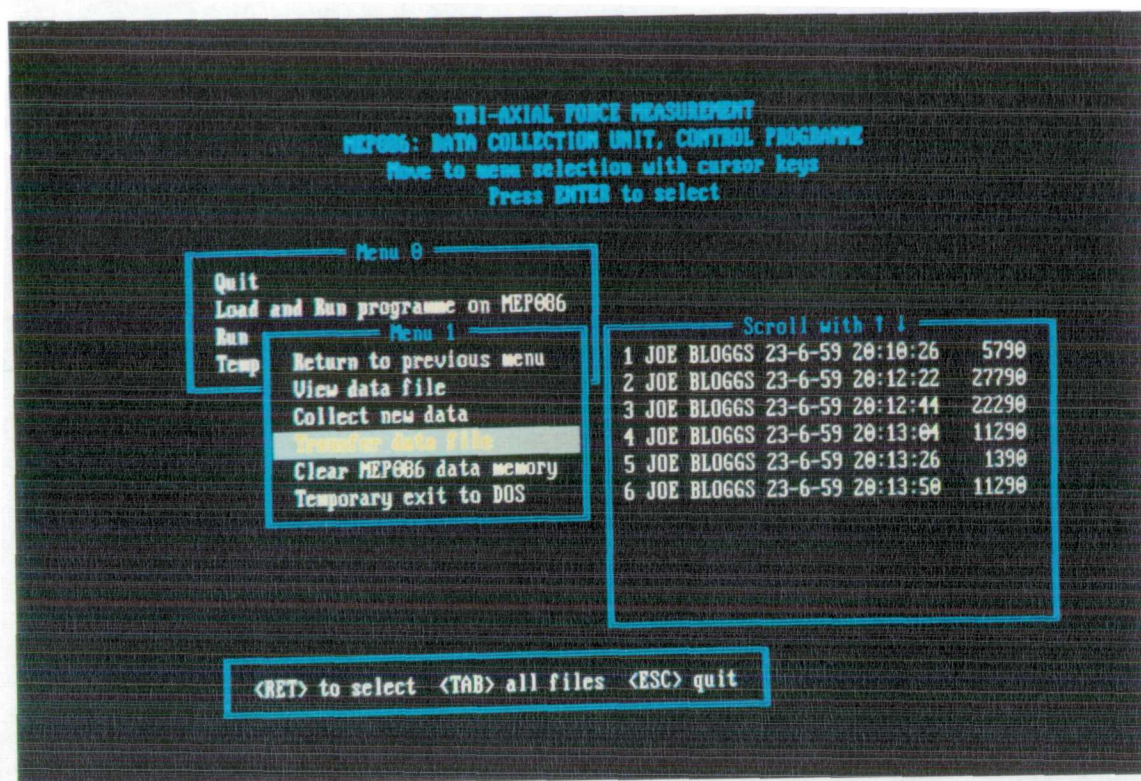 TRI-AXIAL FORCE MEASUREMENT
MEP086: DATA COLLECTION UNIT, CONTROL PROGRAMME
Move to menu selection with cursor keys
Press ENTER to select
Menu 0
Quit
Load and Run programme on MEP086
Run
Temp
Menu 1
Return to previous menu
View data file
Collect new data
Transfer data file
Clear MEP086 data memory
Temporary exit to DOS
Scroll with ↑ ↓
1 JOE BLOGGS 23-6-59 20:10:26 5790
2 JOE BLOGGS 23-6-59 20:12:22 27790
3 JOE BLOGGS 23-6-59 20:12:44 22290
4 JOE BLOGGS 23-6-59 20:13:04 11290
5 JOE BLOGGS 23-6-59 20:13:26 1390
6 JOE BLOGGS 23-6-59 20:13:50 11290
<RET> to select <TAB> all files <ESC> quit